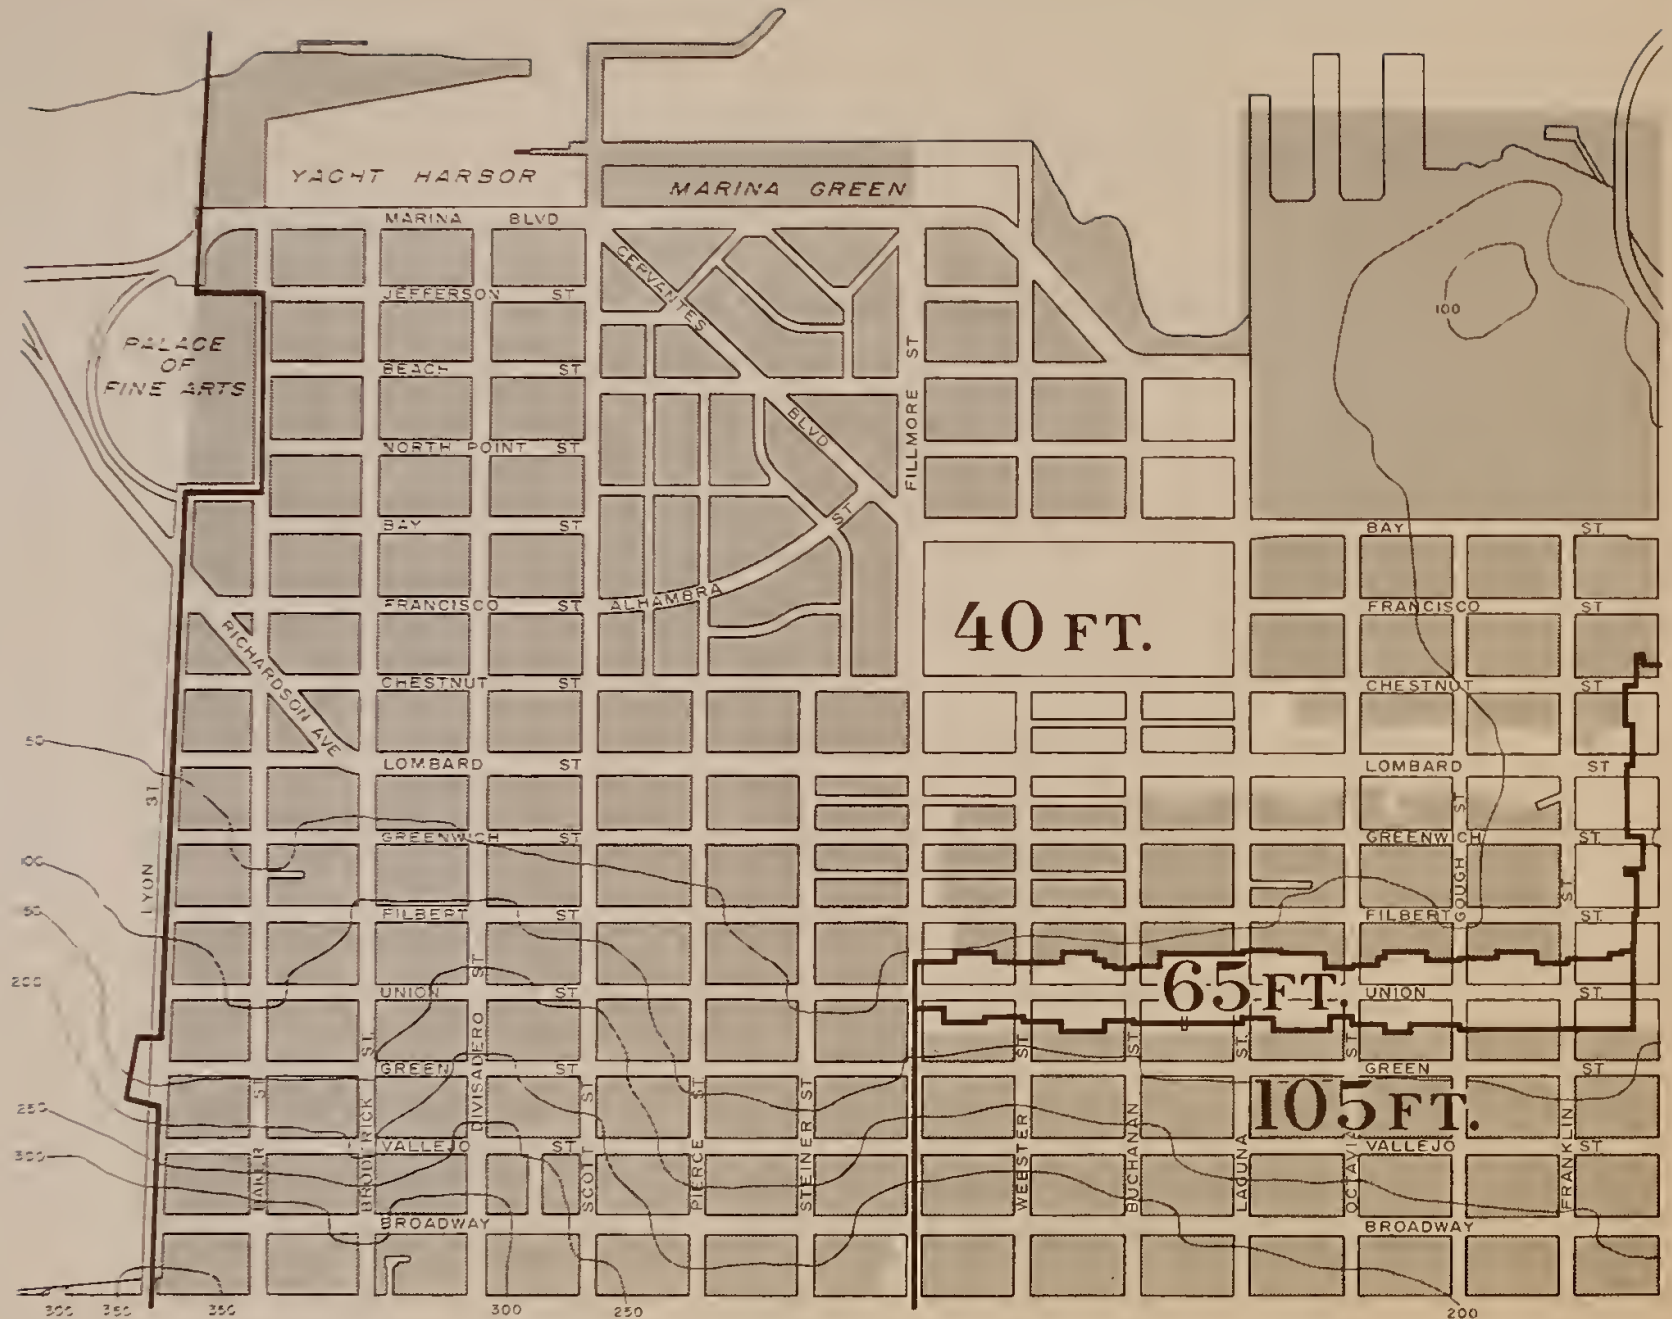 YACHT HARBOR
MARINA GREEN
MARINA BLVD
CERVANTES
BLVD
JEFFERSON ST
100
PALACE
OF
FINE ARTS
BEACH ST
FILLMORE ST
NORTH POINT ST
BAY ST
BAY ST.
ALHAMBRA ST
FRANCISCO ST
FRANCISCO ST
40 FT.
RICHARDSON AVE
CHESTNUT ST
CHESTNUT ST
50
LOMBARD ST
LOMBARD ST
LYON ST
GREENWICH ST
GREENWICH ST.
100
GOUGH ST
FILBERT ST
FILBERT ST.
200
65 FT.
UNION ST
UNION ST.
GREEN ST
GREEN ST
105 FT.
250
300
VALLEJO ST
VALLEJO ST
BAKER ST
BRODERICK ST.
DIVISADERO ST
SCOTT ST
PIERCE ST
STEINER ST
WEBSTER ST.
BUCHANAN ST.
LAGUNA ST.
OCTAVIA ST
FRANKLIN ST
BROADWAY
BROADWAY
300
350
350
300
250
200